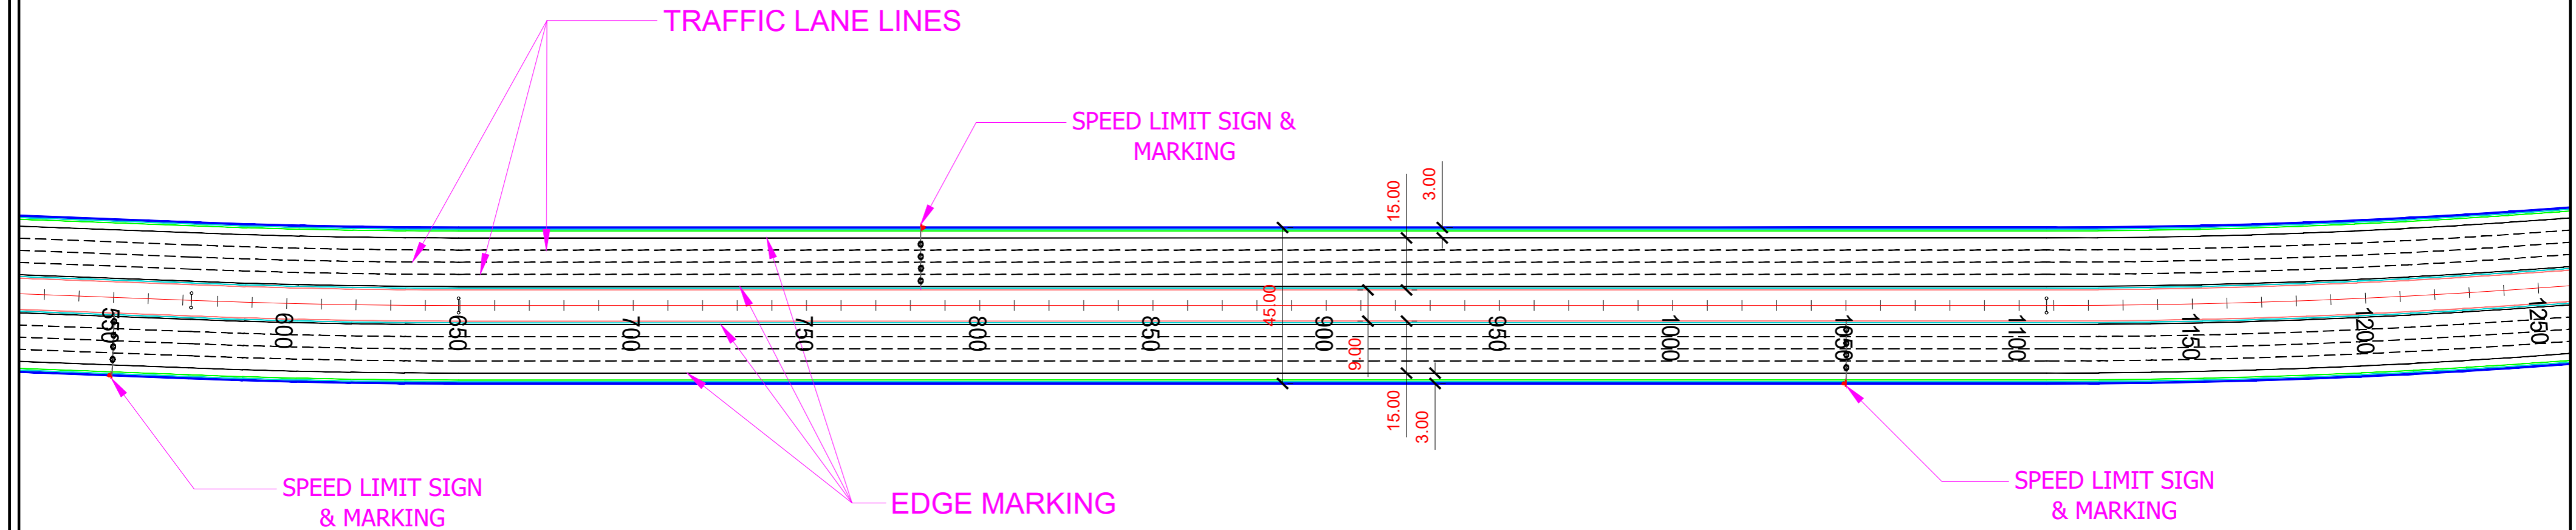 TRAFFIC LANE LINES
SPEED LIMIT SIGN &
MARKING
15.00
3.00
45.00
9.00
550
600
650
700
750
800
850
900
950
1000
1050
1100
1150
1200
1250
15.00
3.00
SPEED LIMIT SIGN
& MARKING
EDGE MARKING
SPEED LIMIT SIGN
& MARKING